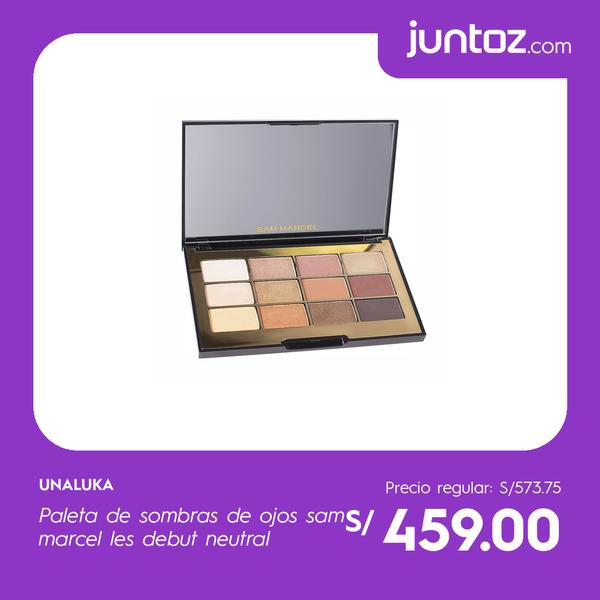 juntoz.com
SAM MARCEL
UNALUKA
Paleta de sombras de ojos sam
marcel les debut neutral
Precio regular: S/573.75
S/ 459.00